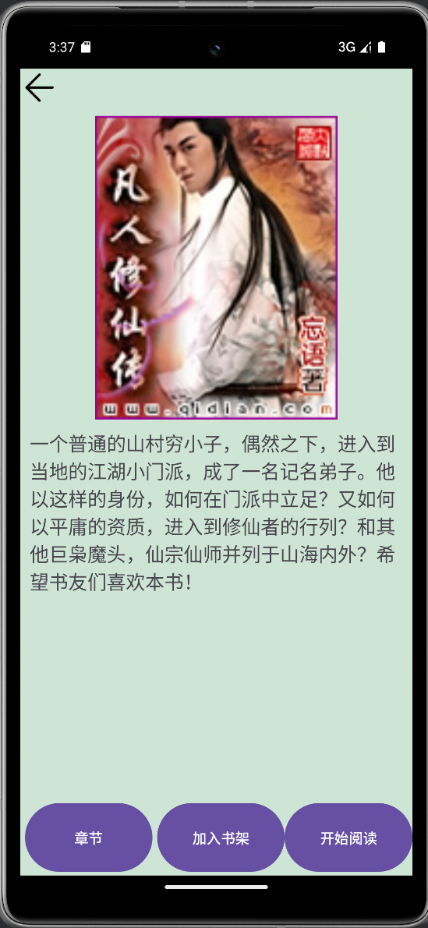 3:37
3G
凡人修仙传
忘语著
www.qidian.com
一个普通的山村穷小子，偶然之下，进入到
当地的江湖小门派，成了一名记名弟子。他
以这样的身份，如何在门派中立足？又如何
以平庸的资质，进入到修仙者的行列？和其
他巨枭魔头，仙宗仙师并列于山海内外？希
望书友们喜欢本书！
章节
加入书架
开始阅读